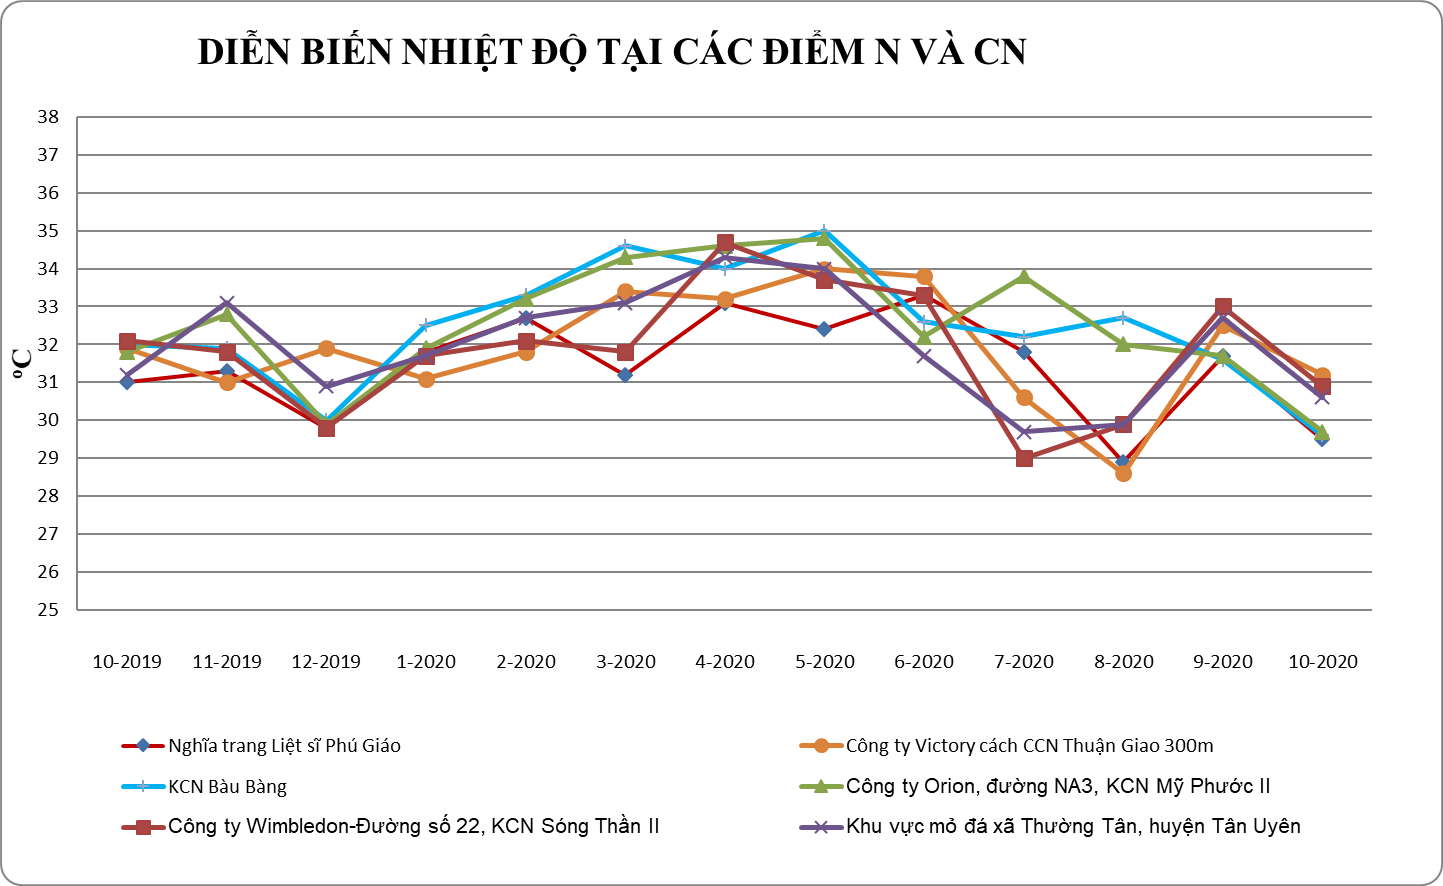 DIỄN BIẾN NHIỆT ĐỘ TẠI CÁC ĐIỂM N VÀ CN
38
37
36
35
34
33
32
31
30
29
28
27
26
25
ºC
10-2019 11-2019 12-2019 1-2020 2-2020 3-2020 4-2020 5-2020 6-2020 7-2020 8-2020 9-2020 10-2020
Nghĩa trang Liệt sĩ Phú Giáo
Công ty Victory cách CCN Thuận Giao 300m
KCN Bàu Bàng
Công ty Orion, đường NA3, KCN Mỹ Phước II
Công ty Wimbledon-Đường số 22, KCN Sóng Thần II
Khu vực mỏ đá xã Thường Tân, huyện Tân Uyên